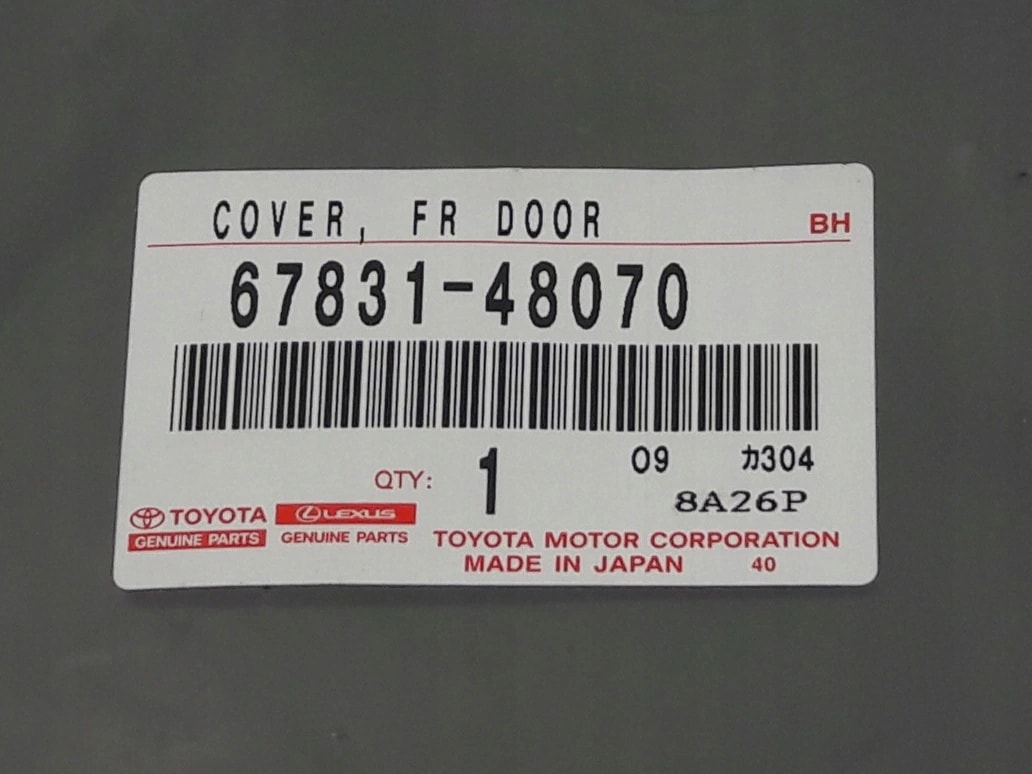 COVER, FR DOOR BH
67831-48070
QTY: 1 09 カ304
8A26P
TOYOTA LEXUS
GENUINE PARTS GENUINE PARTS TOYOTA MOTOR CORPORATION
MADE IN JAPAN 40